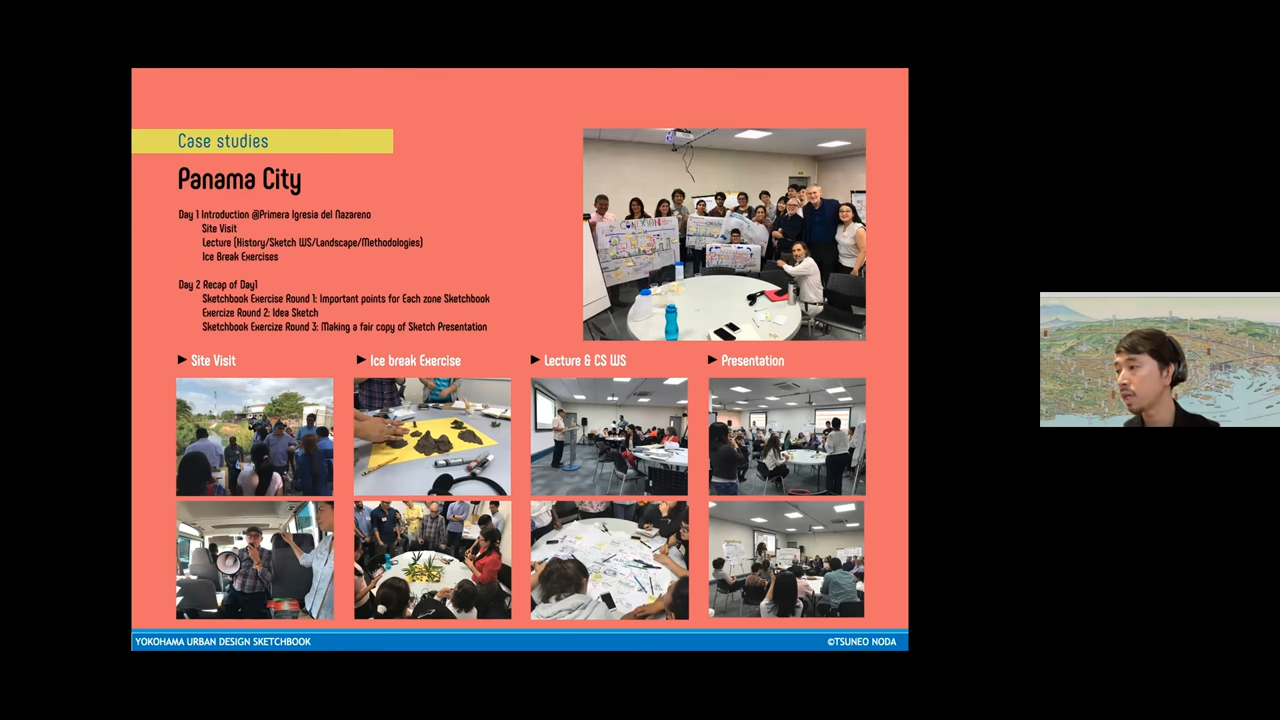 Case studies
Panama City
Day 1 Introduction @Primera Igresia del Nazareno
Site Visit
Lecture (History/Sketch WS/Landscape/Methodologies)
Ice Break Exercises
Day 2 Recap of Day1
Sketchbook Exercise Round 1: Important points for Each zone Sketchbook
Exercize Round 2: Idea Sketch
Sketchbook Exercize Round 3: Making a fair copy of Sketch Presentation
► Site Visit
► Ice break Exercise
► Lecture & CS WS
► Presentation
YOKOHAMA URBAN DESIGN SKETCHBOOK
©TSUNEO NODA